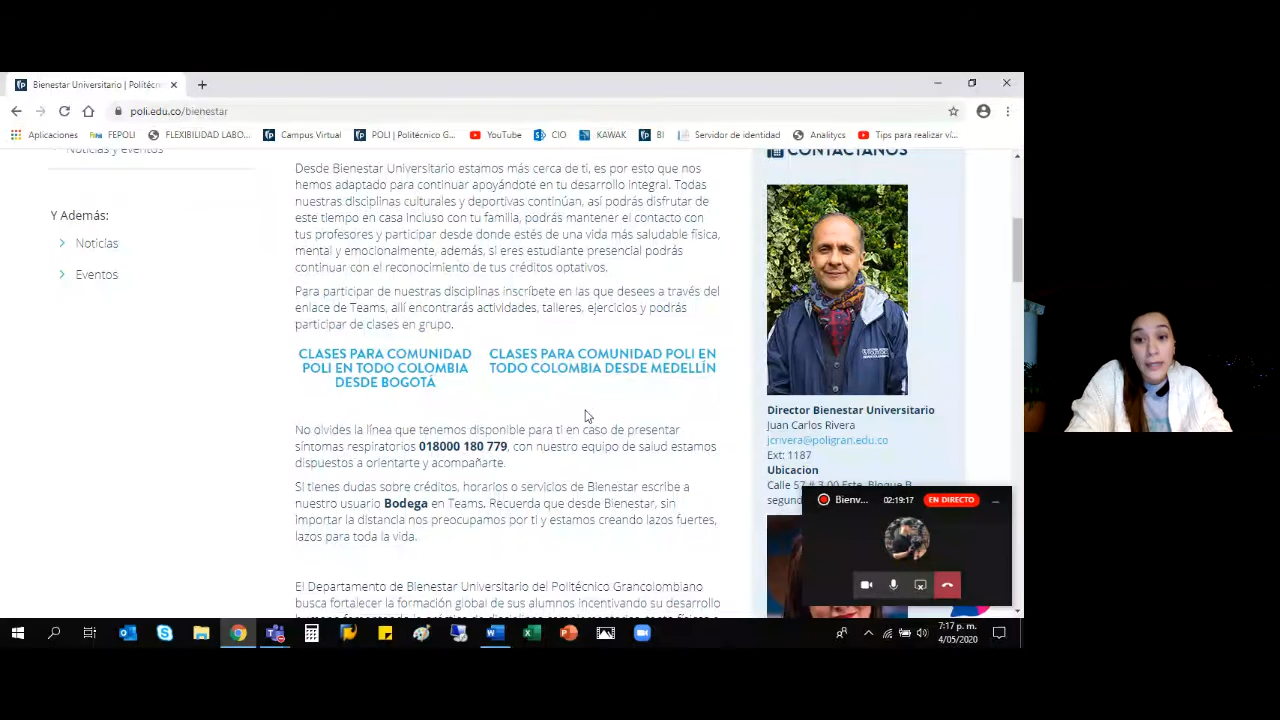 Bienestar Universitario | Politécn
poli.edu.co/bienestar
Aplicaciones
FEPOLI
FLEXIBILIDAD LABO...
Campus Virtual
POLI | Politécnico G...
YouTube
CIO
KAWAK
BI
Servidor de identidad
Analitycs
Tips para realizar ví...
Noticias y eventos
Y Además:
Noticias
Eventos
Desde Bienestar Universitario estamos más cerca de ti, es por esto que nos
hemos adaptado para continuar apoyándote en tu desarrollo integral. Todas
nuestras disciplinas culturales y deportivas continúan, así podrás disfrutar de
este tiempo en casa incluso con tu familia, podrás mantener el contacto con
tus profesores y participar desde donde estés de una vida más saludable física,
mental y emocionalmente, además, si eres estudiante presencial podrás
continuar con el reconocimiento de tus créditos optativos.
Para participar de nuestras disciplinas inscríbete en las que desees a través del
enlace de Teams, allí encontrarás actividades, talleres, ejercicios y podrás
participar de clases en grupo.
CLASES PARA COMUNIDAD
POLI EN TODO COLOMBIA
DESDE BOGOTÁ
CLASES PARA COMUNIDAD POLI EN
TODO COLOMBIA DESDE MEDELLÍN
No olvides la línea que tenemos disponible para ti en caso de presentar
síntomas respiratorios 018000 180 779, con nuestro equipo de salud estamos
dispuestos a orientarte y acompañarte.
Si tienes dudas sobre créditos, horarios o servicios de Bienestar escribe a
nuestro usuario Bodega en Teams. Recuerda que desde Bienestar, sin
importar la distancia nos preocupamos por ti y estamos creando lazos fuertes,
lazos para toda la vida.
El Departamento de Bienestar Universitario del Politécnico Grancolombiano
busca fortalecer la formación global de sus alumnos incentivando su desarrollo
CONTÁCTANOS
Director Bienestar Universitario
Juan Carlos Rivera
jcrivera@poligran.edu.co
Ext: 1187
Ubicacion
Calle 57 # 3 00 Este, Bloque B
Bienv...
02:19:17
EN DIRECTO
7:17 p. m.
4/05/2020